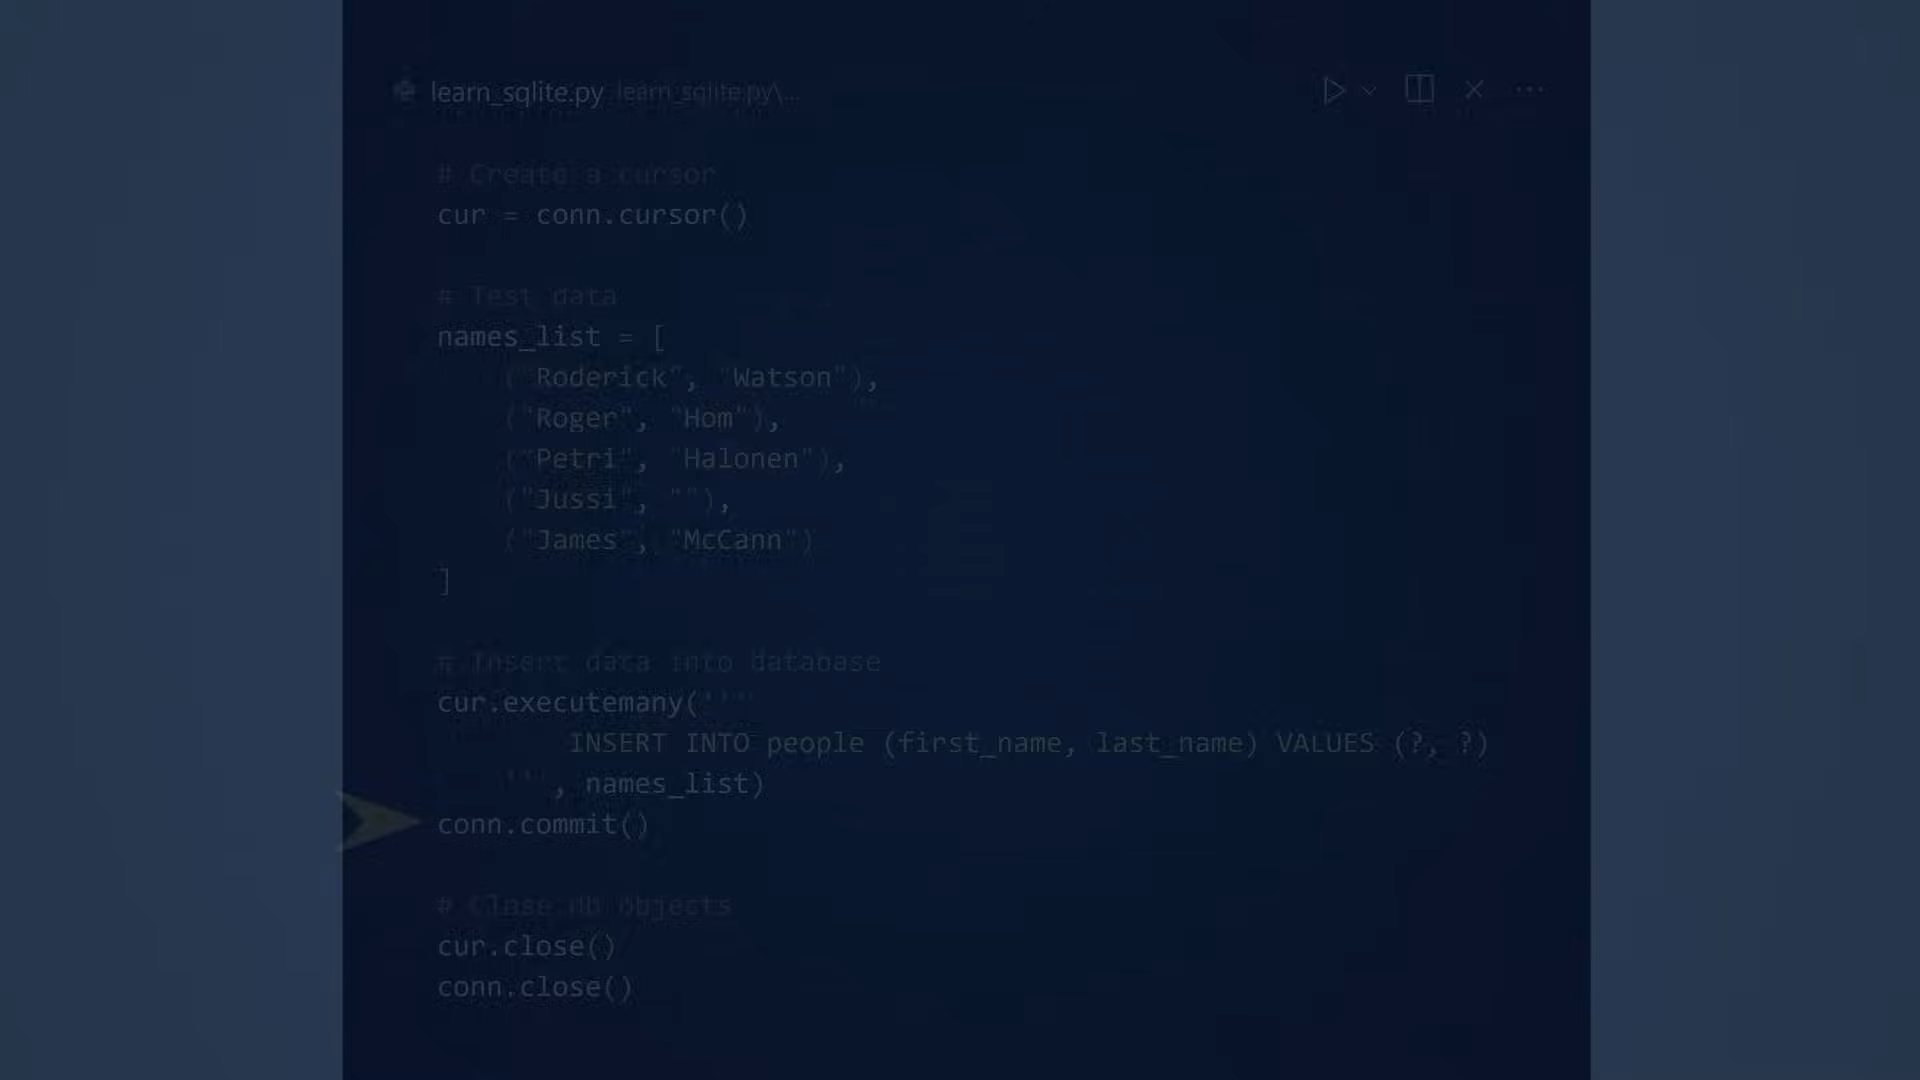 learn_sqlite.py learn_sqlite.py\...
# Create a cursor
cur = conn.cursor()
# Test data
names_list = [
("Roderick", "Watson"),
("Roger", "Hom"),
("Petri", "Halonen"),
("Jussi", ""),
("James", "McCann")
]
# Insert data into database
cur.executemany('''
INSERT INTO people (first_name, last_name) VALUES (?, ?)
''', names_list)
conn.commit()
# Close db objects
cur.close()
conn.close()